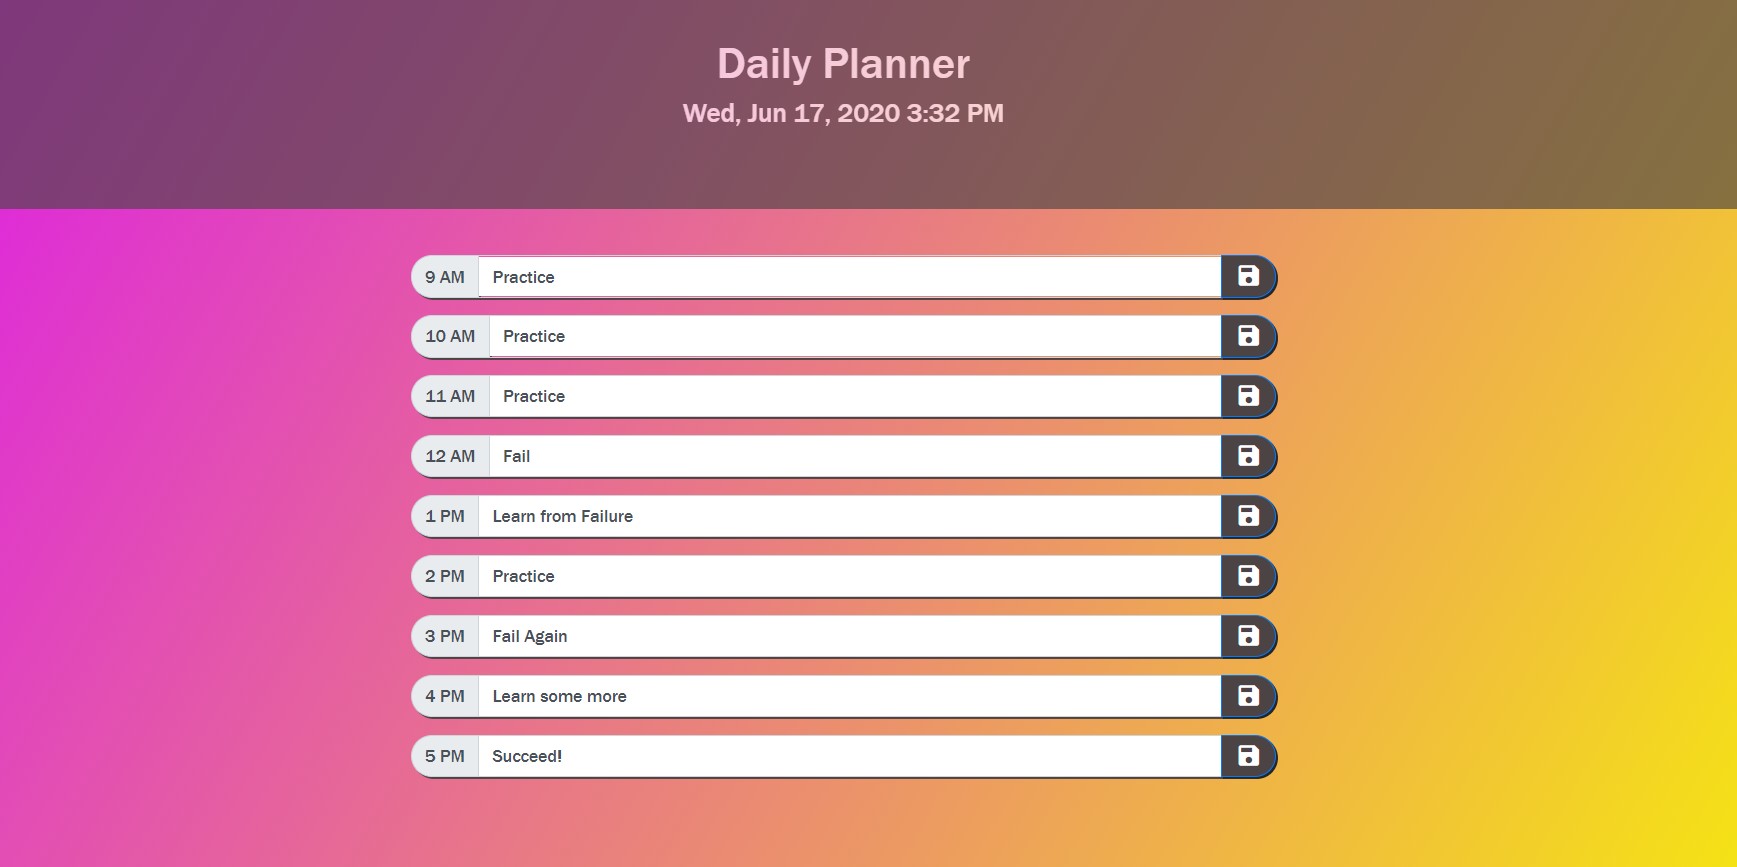 Daily Planner
Wed, Jun 17, 2020 3:32 PM
9 AM Practice
10 AM Practice
11 AM Practice
12 AM Fail
1 PM Learn from Failure
2 PM Practice
3 PM Fail Again
4 PM Learn some more
5 PM Succeed!